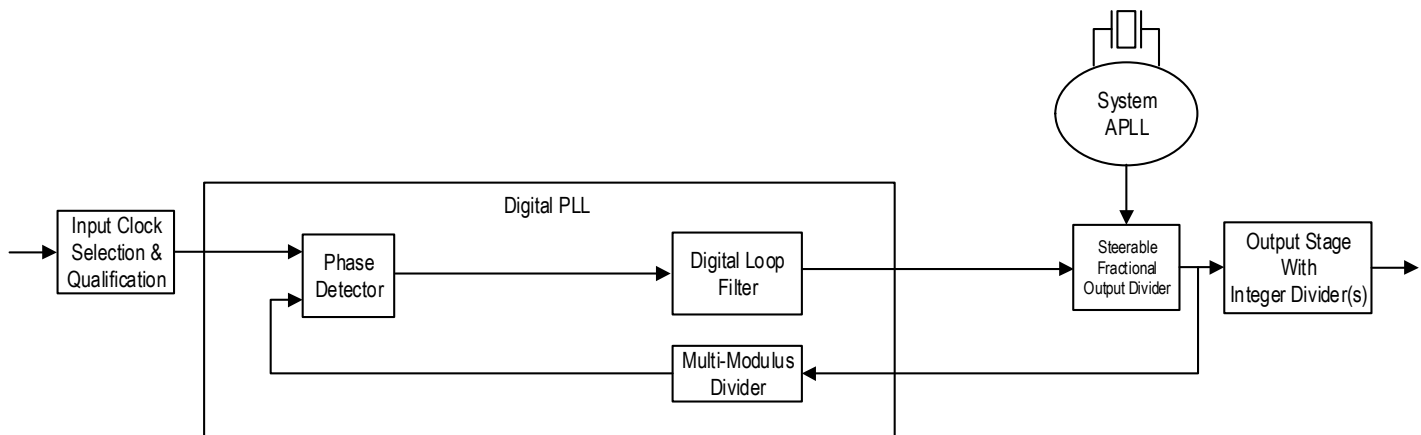 System
APLL
Digital PLL
Input Clock
Selection &
Qualification
Phase
Detector
Digital Loop
Filter
Steerable
Fractional
Output Divider
Output Stage
With
Integer Divider(s)
Multi-Modulus
Divider